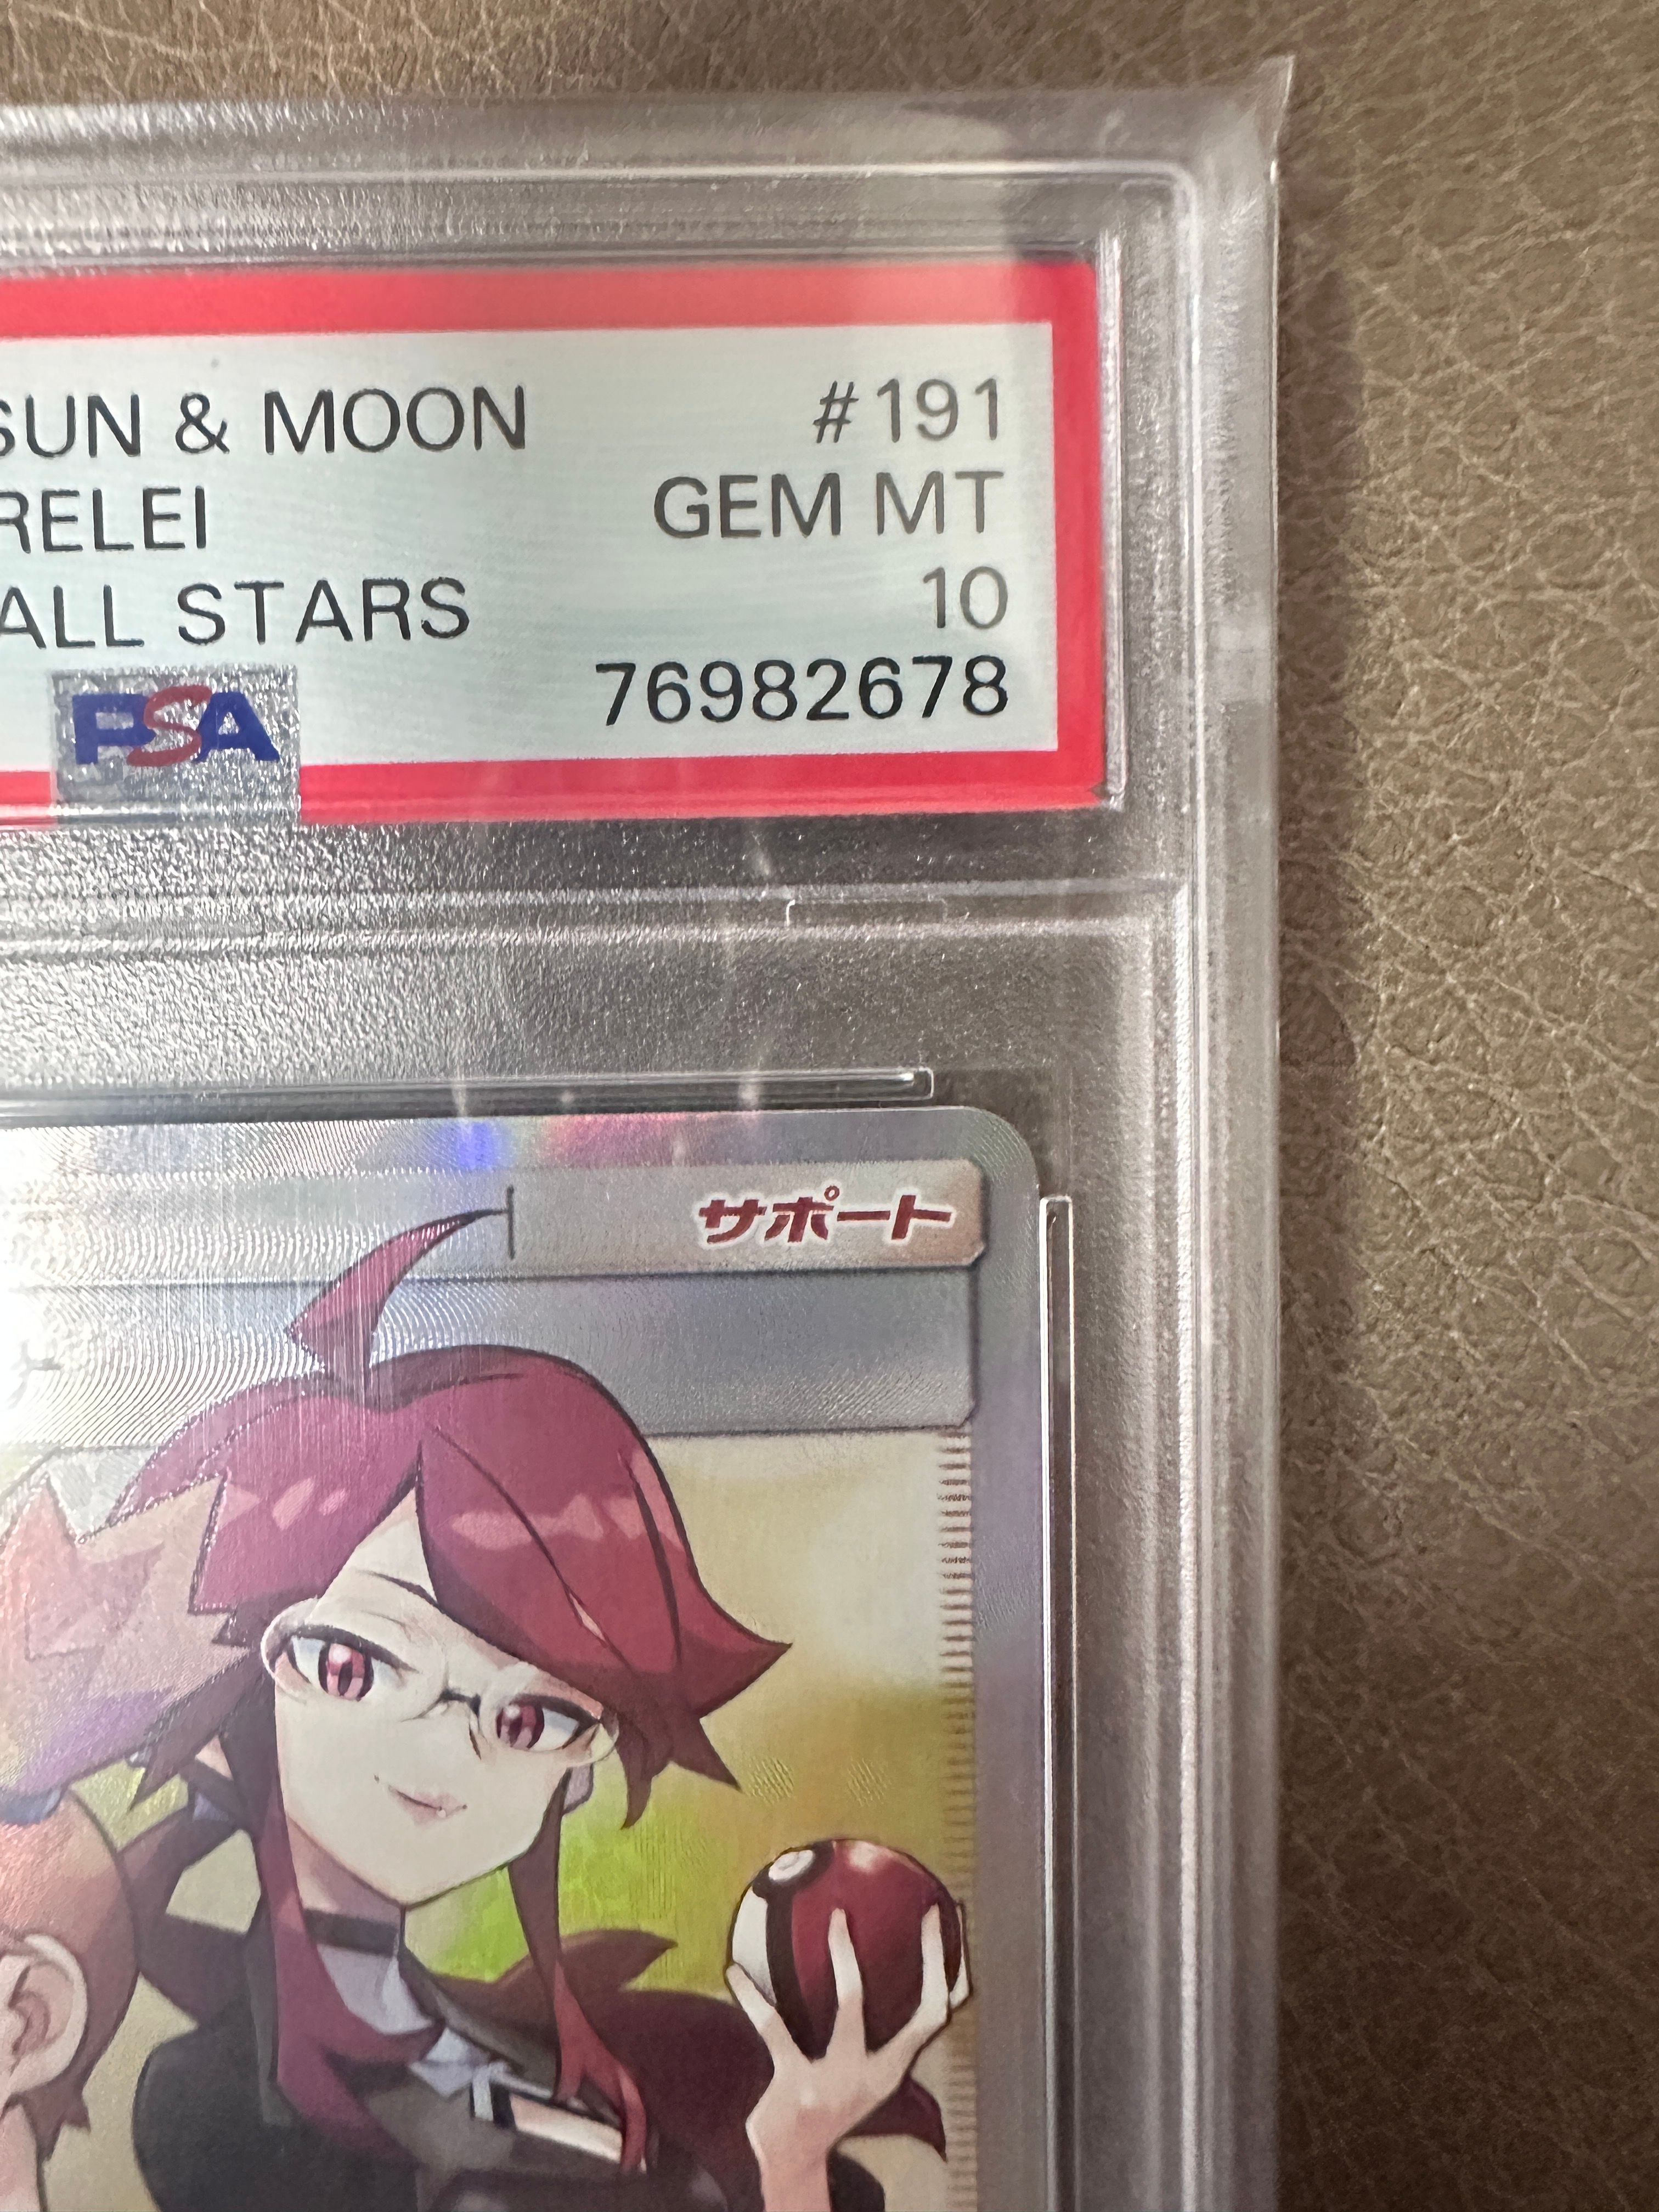 SUN & MOON #191
RELEI GEM MT
ALL STARS 10
PSA 76982678
サポート